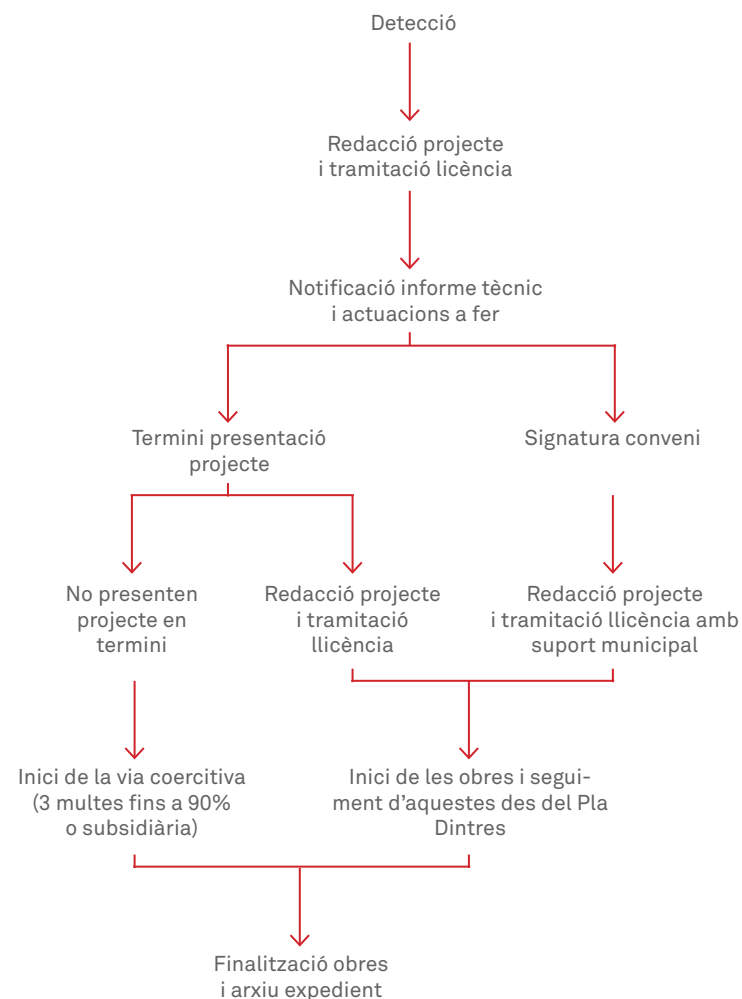 Detecció
Redacció projecte
i tramitació licència
Notificació informe tècnic
i actuacions a fer
Termini presentació
projecte
Signatura conveni
No presenten
projecte en
termini
Redacció projecte
i tramitació
llicència
Redacció projecte
i tramitació llicència amb
suport municipal
Inici de la via coercitiva
(3 multes fins a 90%
o subsidiària)
Inici de les obres i segui-
ment d'aquestes des del Pla
Dintres
Finalització obres
i arxiu expedient